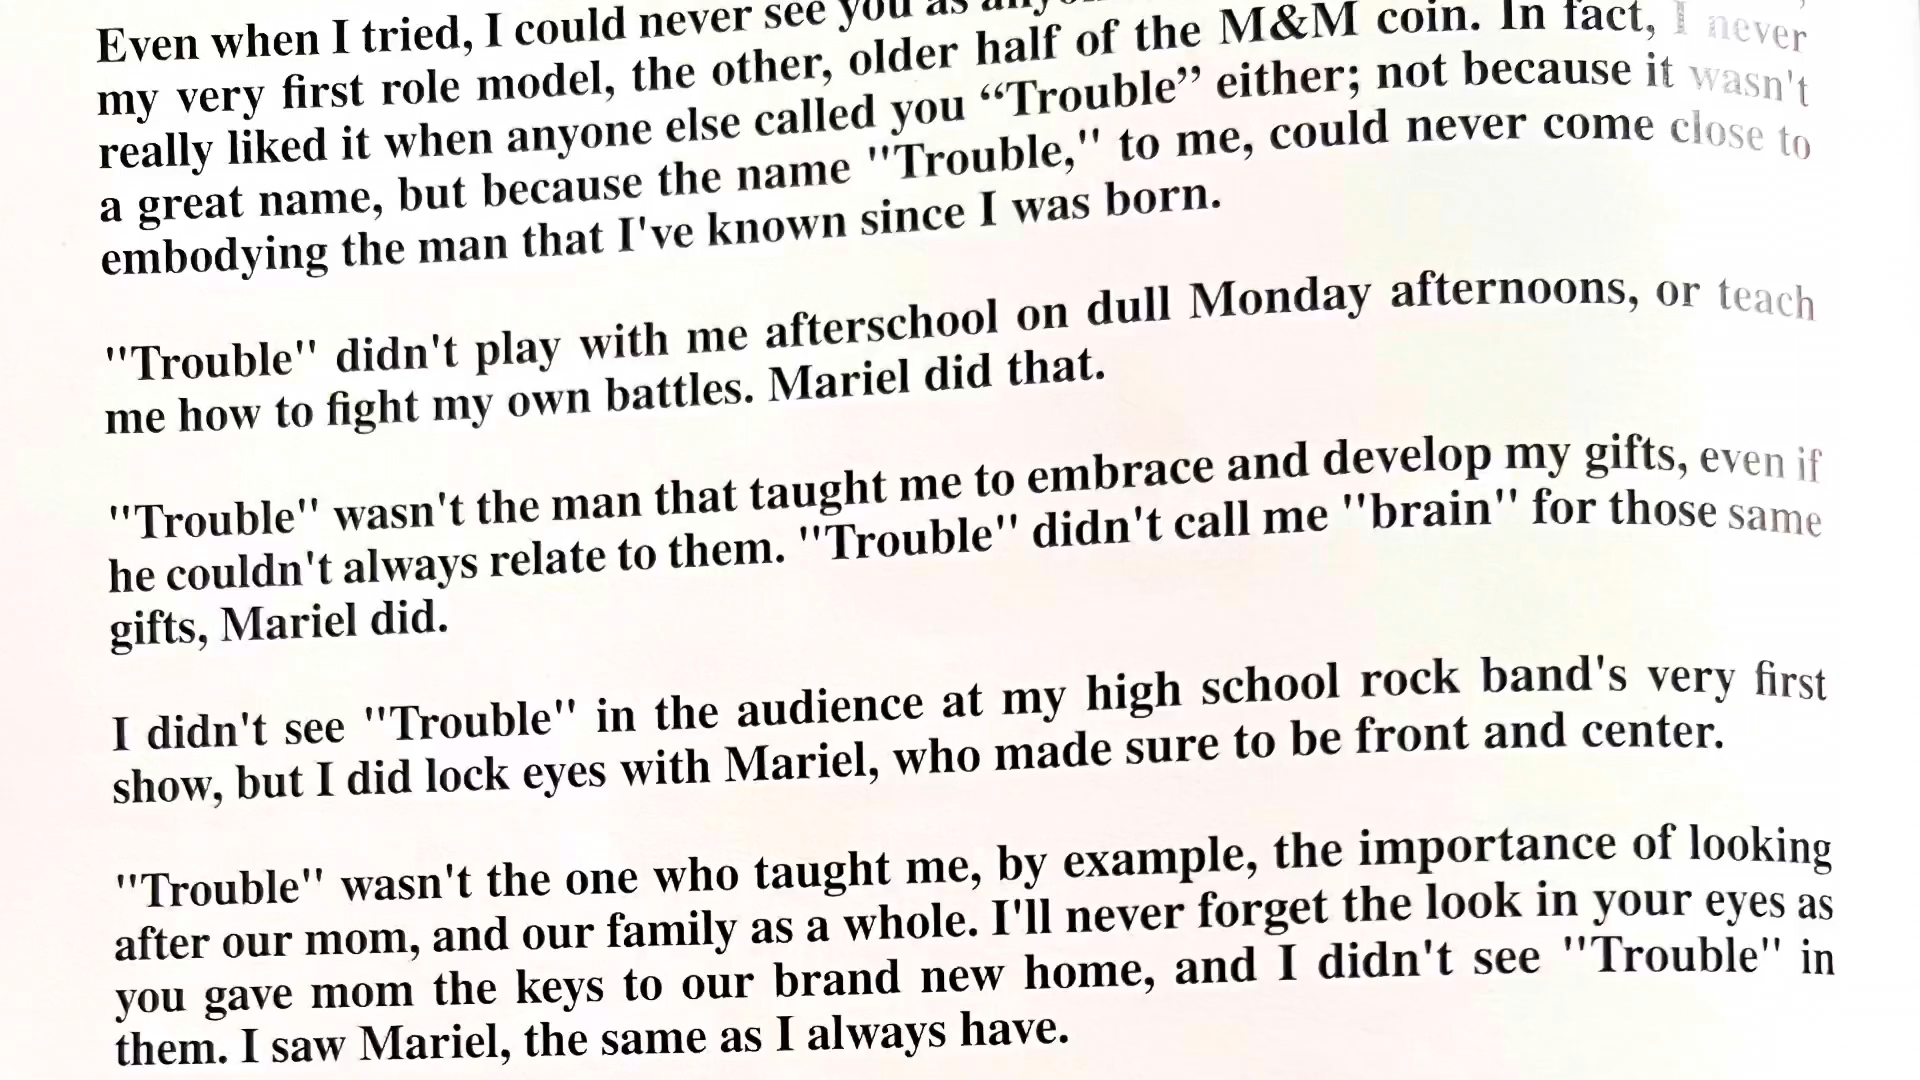 Even when I tried, I could never see you as
my very first role model, the other, older half of the M&M coin. In fact, I never
really liked it when anyone else called you “Trouble” either; not because it wasn't
a great name, but because the name "Trouble," to me, could never come close to
embodying the man that I've known since I was born.
"Trouble" didn't play with me afterschool on dull Monday afternoons, or teach
me how to fight my own battles. Mariel did that.
"Trouble" wasn't the man that taught me to embrace and develop my gifts, even if
he couldn't always relate to them. "Trouble" didn't call me "brain" for those same
gifts, Mariel did.
I didn't see "Trouble" in the audience at my high school rock band's very first
show, but I did lock eyes with Mariel, who made sure to be front and center.
"Trouble" wasn't the one who taught me, by example, the importance of looking
after our mom, and our family as a whole. I'll never forget the look in your eyes as
you gave mom the keys to our brand new home, and I didn't see "Trouble" in
them. I saw Mariel, the same as I always have.